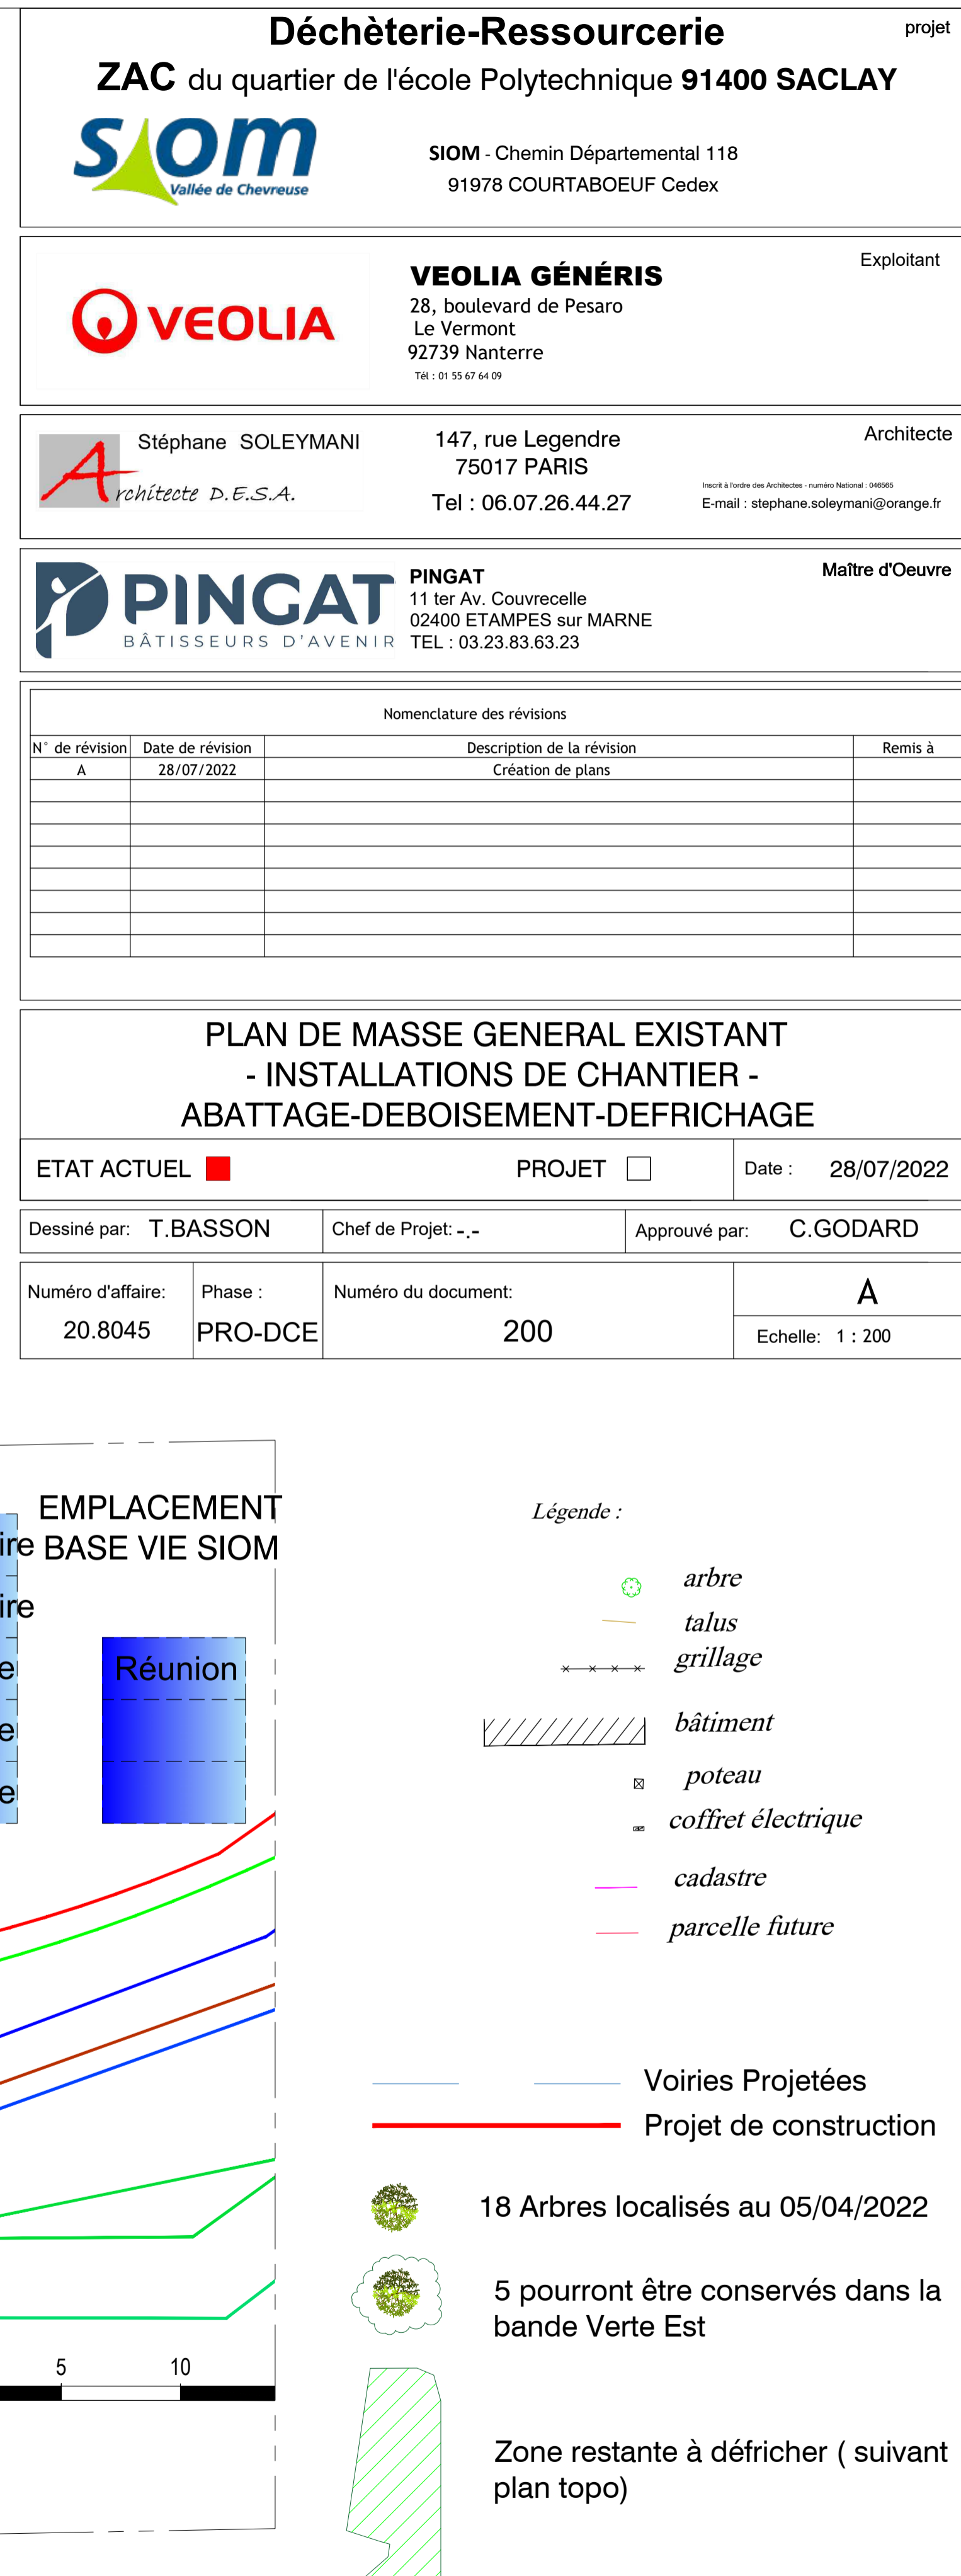 Déchèterie-Ressourcerie
projet
ZAC du quartier de l'école Polytechnique 91400 SACLAY
siom
Vallée de Chevreuse
SIOM - Chemin Départemental 118
91978 COURTABOEUF Cedex
Exploitant
VEOLIA
VEOLIA GÉNÉRIS
28, boulevard de Pesaro
Le Vermont
92739 Nanterre
Tél : 01 55 67 64 09
Architecte
Stéphane SOLEYMANI
Architecte D.E.S.A.
147, rue Legendre
75017 PARIS
Tel : 06.07.26.44.27
Inscrit à l'ordre des Architectes - numéro National : 046565
E-mail : stephane.soleymani@orange.fr
Maître d'Oeuvre
PINGAT
BÂTISSEURS D'AVENIR
PINGAT
11 ter Av. Couvrecelle
02400 ETAMPES sur MARNE
TEL : 03.23.83.63.23
Nomenclature des révisions
N° de révision Date de révision Description de la révision Remis à
A 28/07/2022 Création de plans
PLAN DE MASSE GENERAL EXISTANT
- INSTALLATIONS DE CHANTIER -
ABATTAGE-DEBOISEMENT-DEFRICHAGE
ETAT ACTUEL PROJET Date : 28/07/2022
Dessiné par: T.BASSON Chef de Projet: -.- Approuvé par: C.GODARD
Numéro d'affaire: Phase : Numéro du document: A
20.8045 PRO-DCE 200 Echelle: 1 : 200
EMPLACEMENT
ire BASE VIE SIOM
ire
e Réunion
e
e
Légende :
arbre
talus
grillage
bâtiment
poteau
coffret électrique
cadastre
parcelle future
Voiries Projetées
Projet de construction
18 Arbres localisés au 05/04/2022
5 pourront être conservés dans la
bande Verte Est
5 10
Zone restante à défricher ( suivant
plan topo)